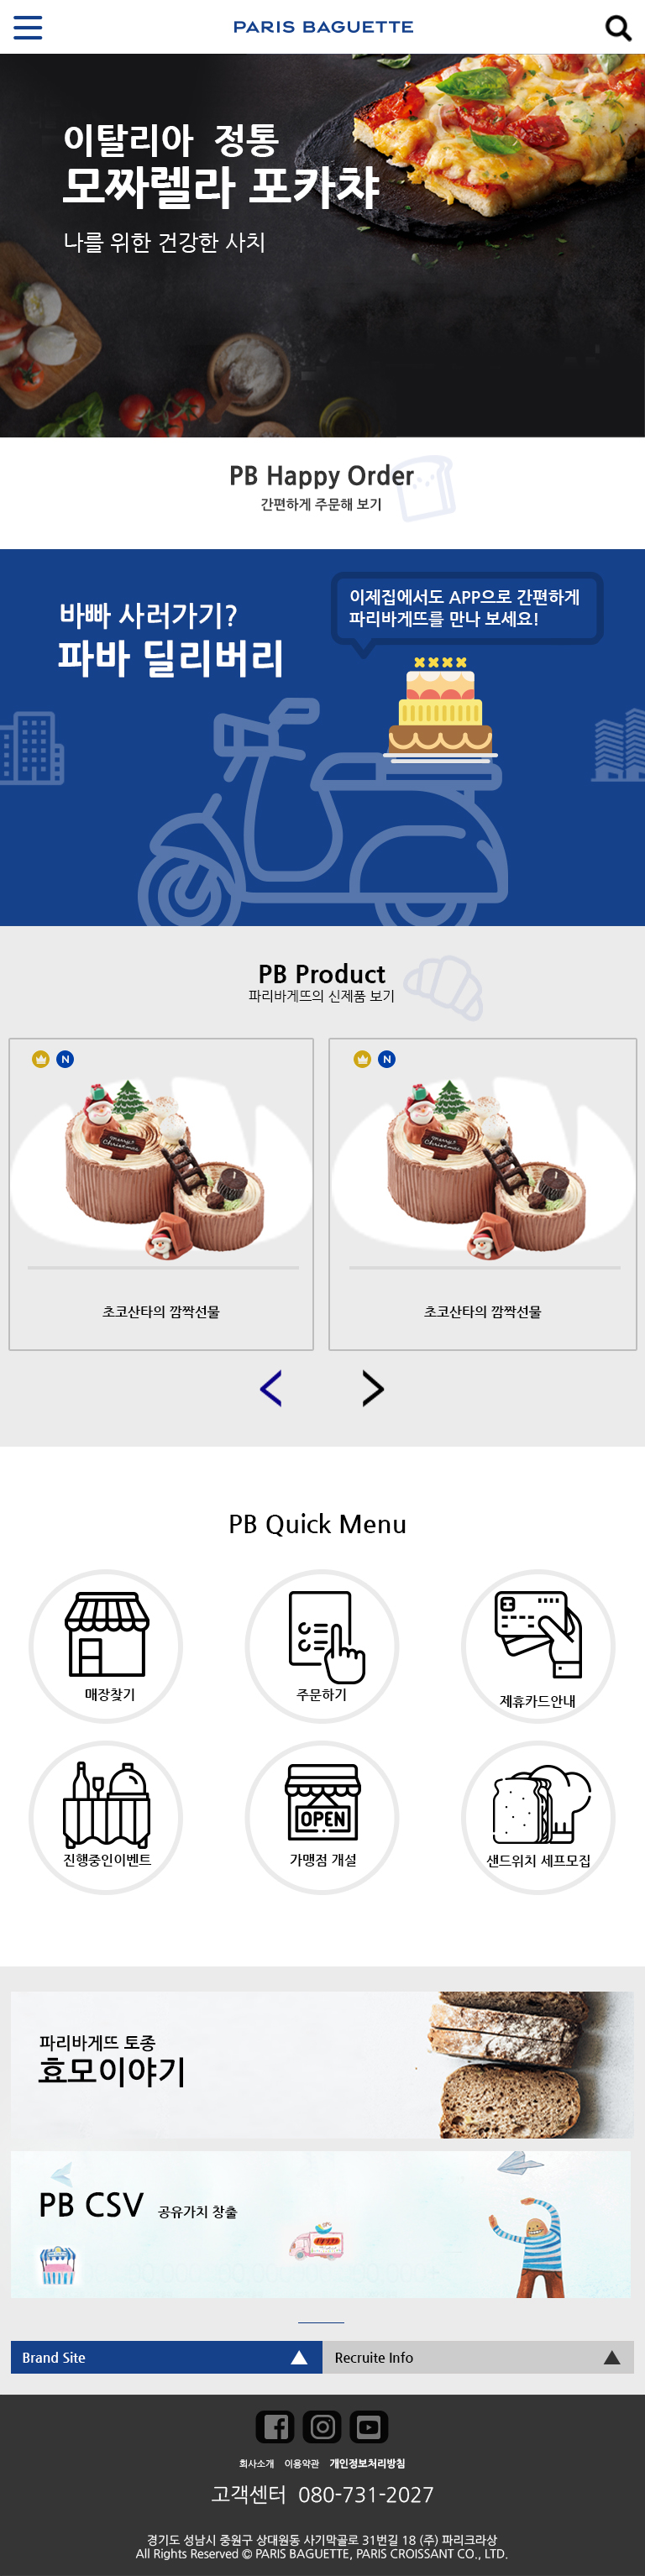 PARIS BAGUETTE
이탈리아 정통
모짜렐라 포카챠
나를 위한 건강한 사치
PB Happy Order
간편하게 주문해 보기
바빠 사러가기?
파바 딜리버리
이제집에서도 APP으로 간편하게
파리바게뜨를 만나 보세요!
PB Product
파리바게뜨의 신제품 보기
N
N
Merry Christmas
Merry Christmas
초코산타의 깜짝선물
초코산타의 깜짝선물
PB Quick Menu
매장찾기
주문하기
제휴카드안내
OPEN
진행중인이벤트
가맹점 개설
샌드위치 셰프모집
파리바게뜨 토종
효모이야기
PB CSV 공유가치 창출
Brand Site
Recruite Info
회사소개 이용약관 개인정보처리방침
고객센터 080-731-2027
경기도 성남시 중원구 상대원동 사기막골로 31번길 18 (주) 파리크라상
All Rights Reserved © PARIS BAGUETTE, PARIS CROISSANT CO., LTD.